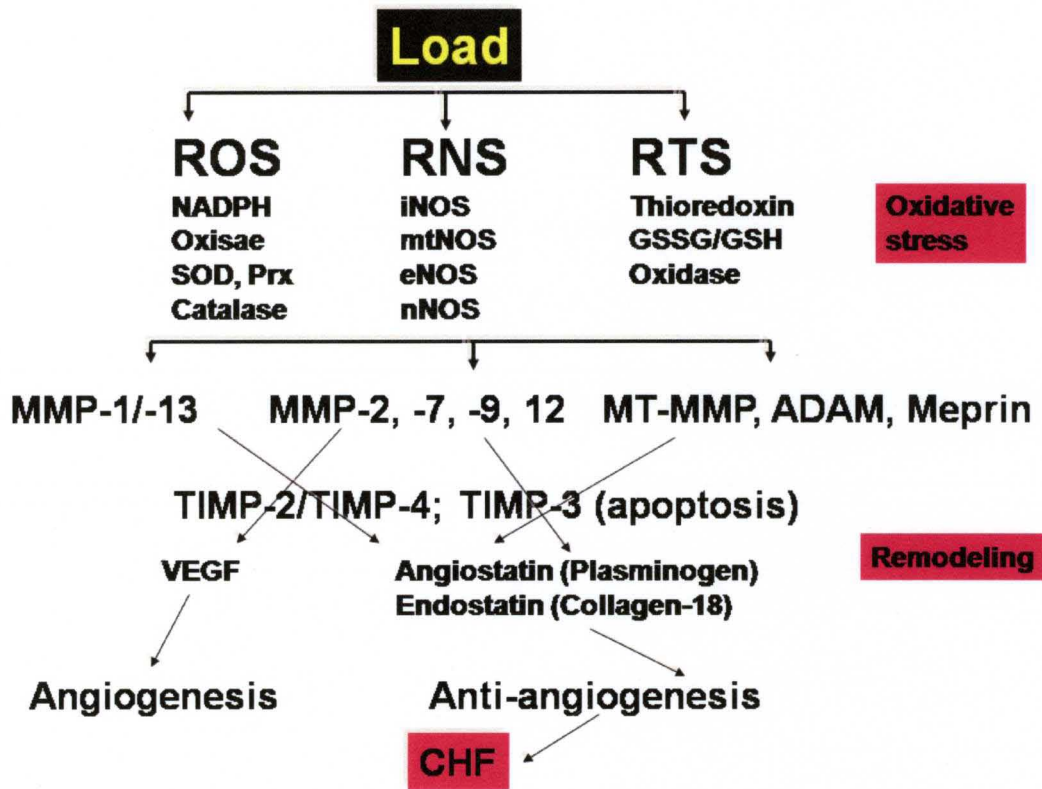 Load
ROS
RNS
RTS
NADPH
Oxisae
SOD, Prx
Catalase
iNOS
mtNOS
eNOS
nNOS
Thioredoxin
GSSG/GSH
Oxidase
Oxidative
stress
MMP-1/-13
MMP-2, -7, -9, 12
MT-MMP, ADAM, Meprin
TIMP-2/TIMP-4; TIMP-3 (apoptosis)
VEGF
Angiostatin (Plasminogen)
Endostatin (Collagen-18)
Remodeling
Angiogenesis
Anti-angiogenesis
CHF